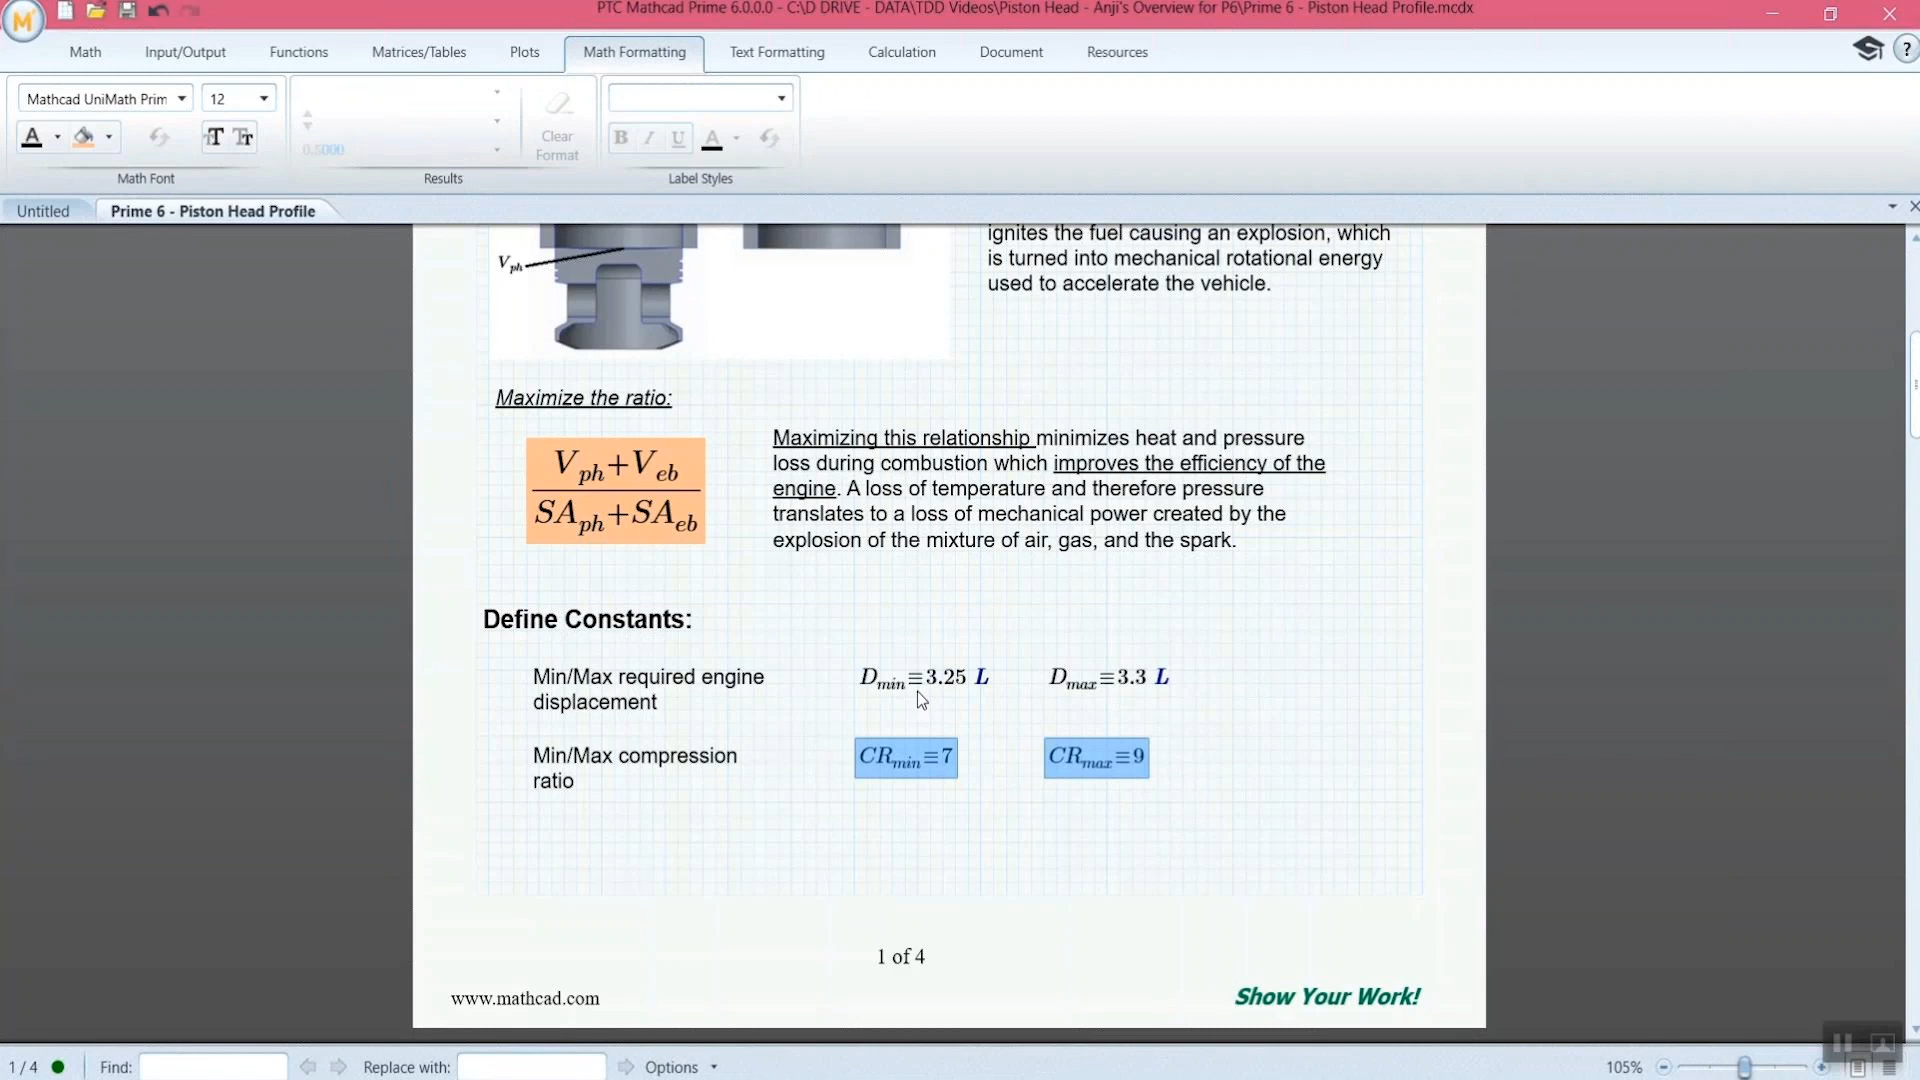 PTC Mathcad Prime 6.0.0.0 - C:\D DRIVE - DATA\TDD Videos\Piston Head - Anji's Overview for P6\Prime 6 - Piston Head Profile.mcdx
Math Input/Output Functions Matrices/Tables Plots Math Formatting Text Formatting Calculation Document Resources
Mathcad UniMath Prim 12
0.5000
Clear
Format
B I U A
Math Font Results Label Styles
Untitled Prime 6 - Piston Head Profile
ignites the fuel causing an explosion, which
is turned into mechanical rotational energy
used to accelerate the vehicle.
V_ph
Maximize the ratio:
V_ph+V_eb
SA_ph+SA_eb
Maximizing this relationship minimizes heat and pressure
loss during combustion which improves the efficiency of the
engine. A loss of temperature and therefore pressure
translates to a loss of mechanical power created by the
explosion of the mixture of air, gas, and the spark.
Define Constants:
Min/Max required engine
displacement
D_min≡3.25 L D_max≡3.3 L
Min/Max compression
ratio
CR_min≡7 CR_max≡9
1 of 4
www.mathcad.com Show Your Work!
1 / 4 Find: Replace with: Options 105%